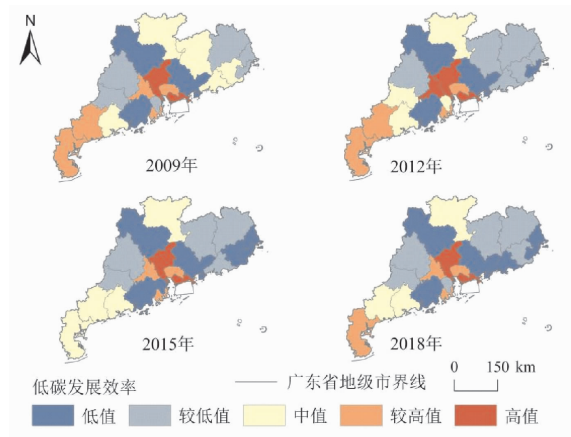 N
2009年
2012年
2015年
2018年
0 150 km
低碳发展效率
广东省地级市界线
低值
较低值
中值
较高值
高值